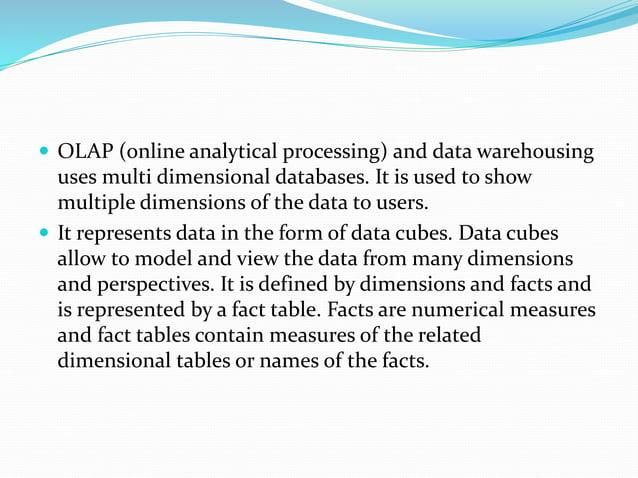 • OLAP (online analytical processing) and data warehousing
uses multi dimensional databases. It is used to show
multiple dimensions of the data to users.
• It represents data in the form of data cubes. Data cubes
allow to model and view the data from many dimensions
and perspectives. It is defined by dimensions and facts and
is represented by a fact table. Facts are numerical measures
and fact tables contain measures of the related
dimensional tables or names of the facts.